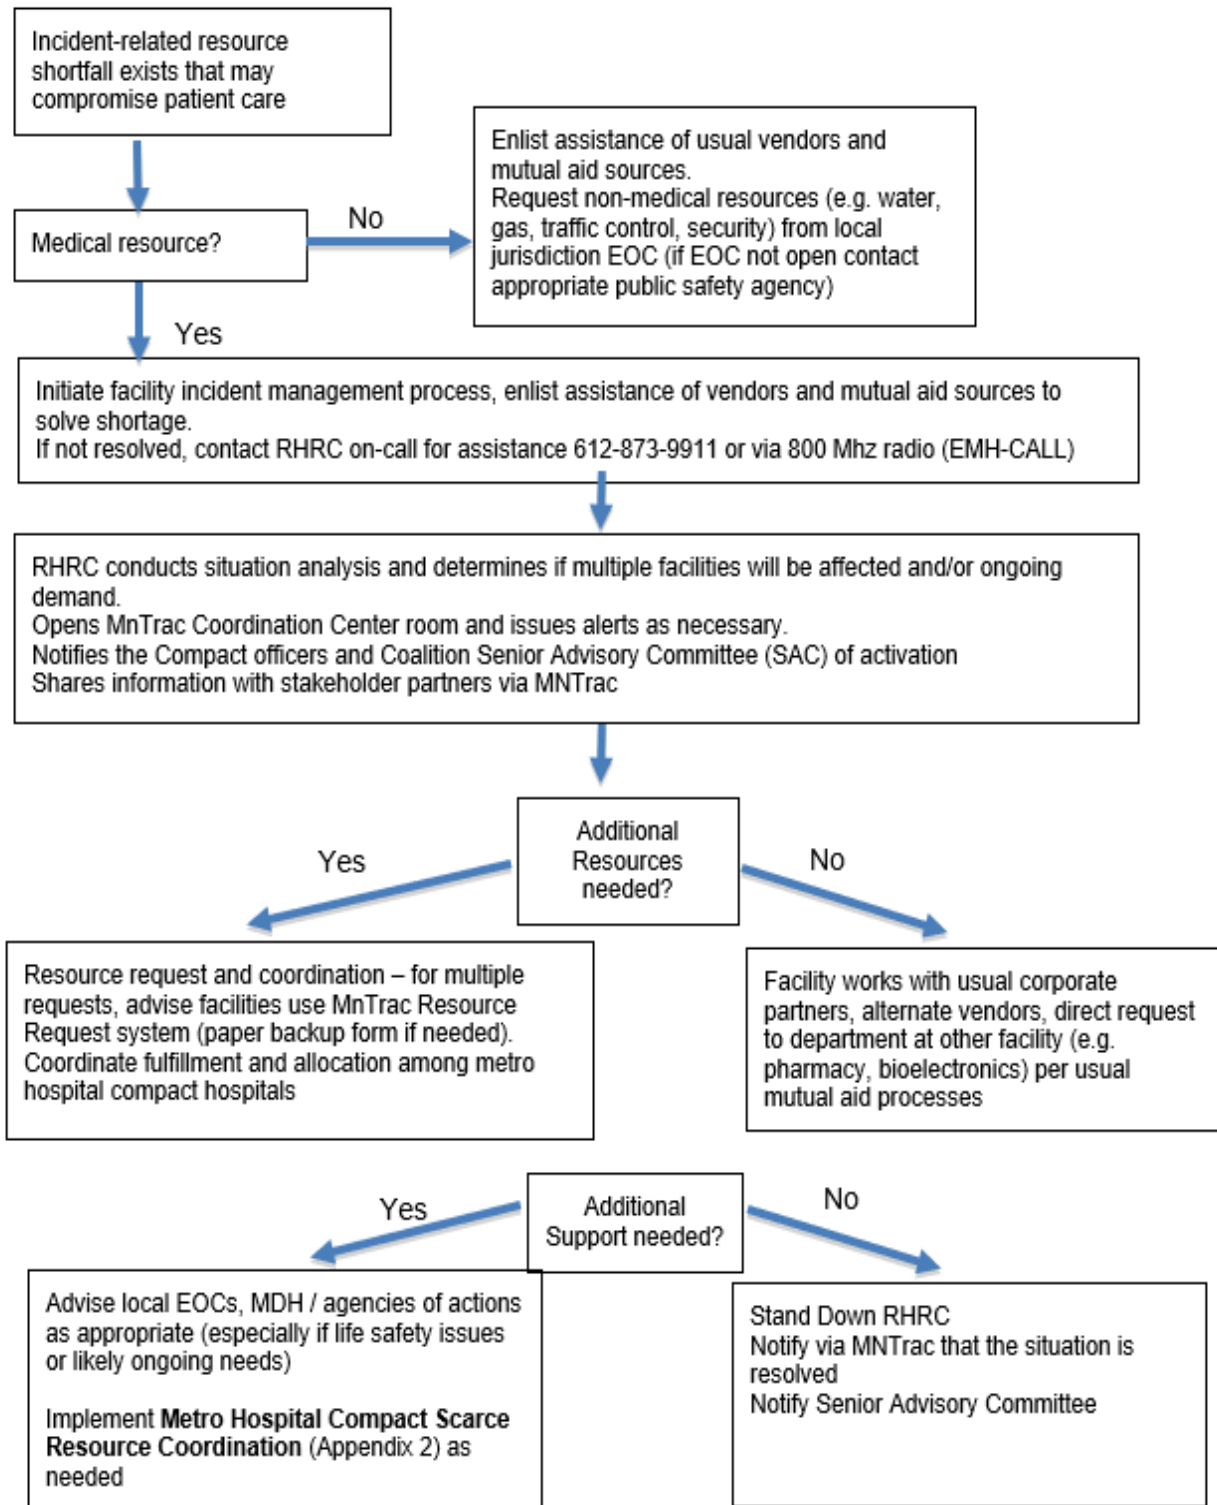 Incident-related resource
shortfall exists that may
compromise patient care
Enlist assistance of usual vendors and
mutual aid sources.
Request non-medical resources (e.g. water,
gas, traffic control, security) from local
jurisdiction EOC (if EOC not open contact
appropriate public safety agency)
No
Medical resource?
Yes
Initiate facility incident management process, enlist assistance of vendors and mutual aid sources to
solve shortage.
If not resolved, contact RHRC on-call for assistance 612-873-9911 or via 800 Mhz radio (EMH-CALL)
RHRC conducts situation analysis and determines if multiple facilities will be affected and/or ongoing
demand.
Opens MnTrac Coordination Center room and issues alerts as necessary.
Notifies the Compact officers and Coalition Senior Advisory Committee (SAC) of activation
Shares information with stakeholder partners via MNTrac
Additional
Resources
needed?
Yes
No
Resource request and coordination – for multiple
requests, advise facilities use MnTrac Resource
Request system (paper backup form if needed).
Coordinate fulfillment and allocation among metro
hospital compact hospitals
Facility works with usual corporate
partners, alternate vendors, direct request
to department at other facility (e.g.
pharmacy, bioelectronics) per usual
mutual aid processes
Additional
Support needed?
Yes
No
Advise local EOCs, MDH / agencies of actions
as appropriate (especially if life safety issues
or likely ongoing needs)
Implement Metro Hospital Compact Scarce
Resource Coordination (Appendix 2) as
needed
Stand Down RHRC
Notify via MNTrac that the situation is
resolved
Notify Senior Advisory Committee